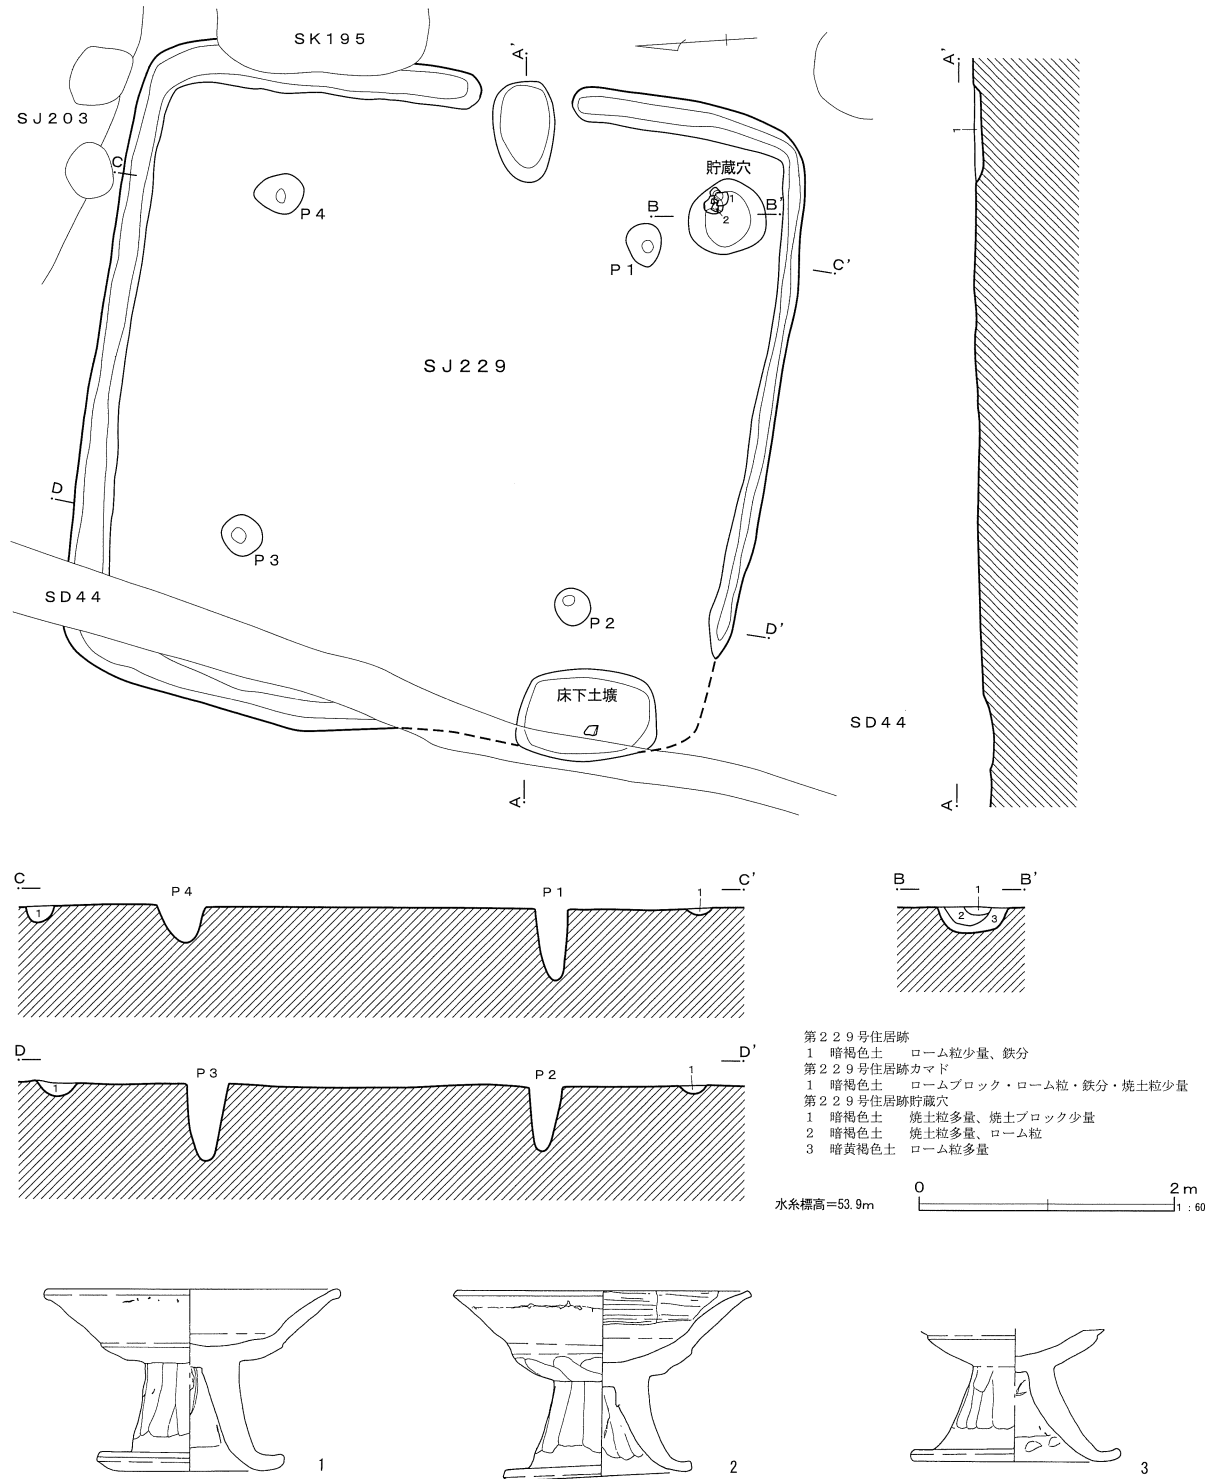 SK195
A'
A'
SJ203
C
貯蔵穴
P4
B
1
B'
2
1
P1
C'
SJ229
D
P3
SD44
P2
D'
床下土壙
SD44
A
A
C
P4
P1
1
C'
B
1
B'
1
2
3
D
P3
P2
1
D'
1
第229号住居跡
1 暗褐色土 ローム粒少量、鉄分
第229号住居跡カマド
1 暗褐色土 ロームブロック・ローム粒・鉄分・焼土粒少量
第229号住居跡貯蔵穴
1 暗褐色土 焼土粒多量、焼土ブロック少量
2 暗褐色土 焼土粒多量、ローム粒
3 暗黄褐色土 ローム粒多量
水糸標高=53.9m
0 2m
1:60
1
2
3